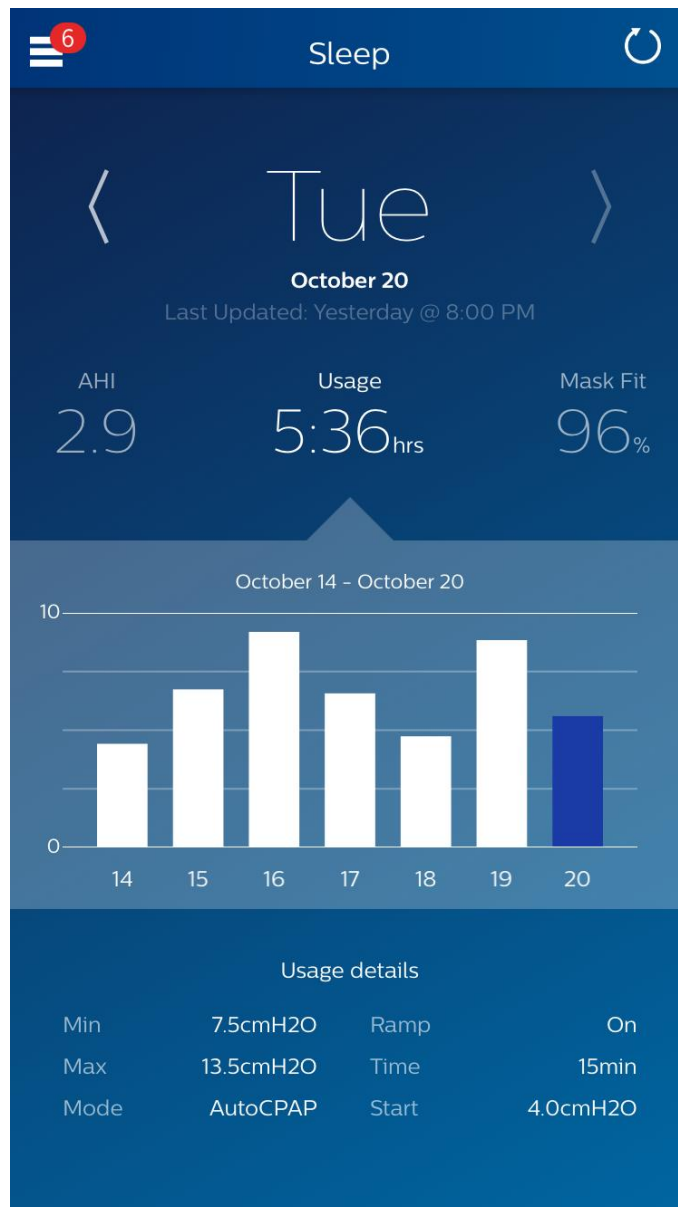 6
Sleep
Tue
October 20
Last Updated: Yesterday @ 8:00 PM
AHI Usage Mask Fit
2.9 5:36hrs 96%
October 14 - October 20
10
0
14 15 16 17 18 19 20
Usage details
Min 7.5cmH2O Ramp On
Max 13.5cmH2O Time 15min
Mode AutoCPAP Start 4.0cmH2O